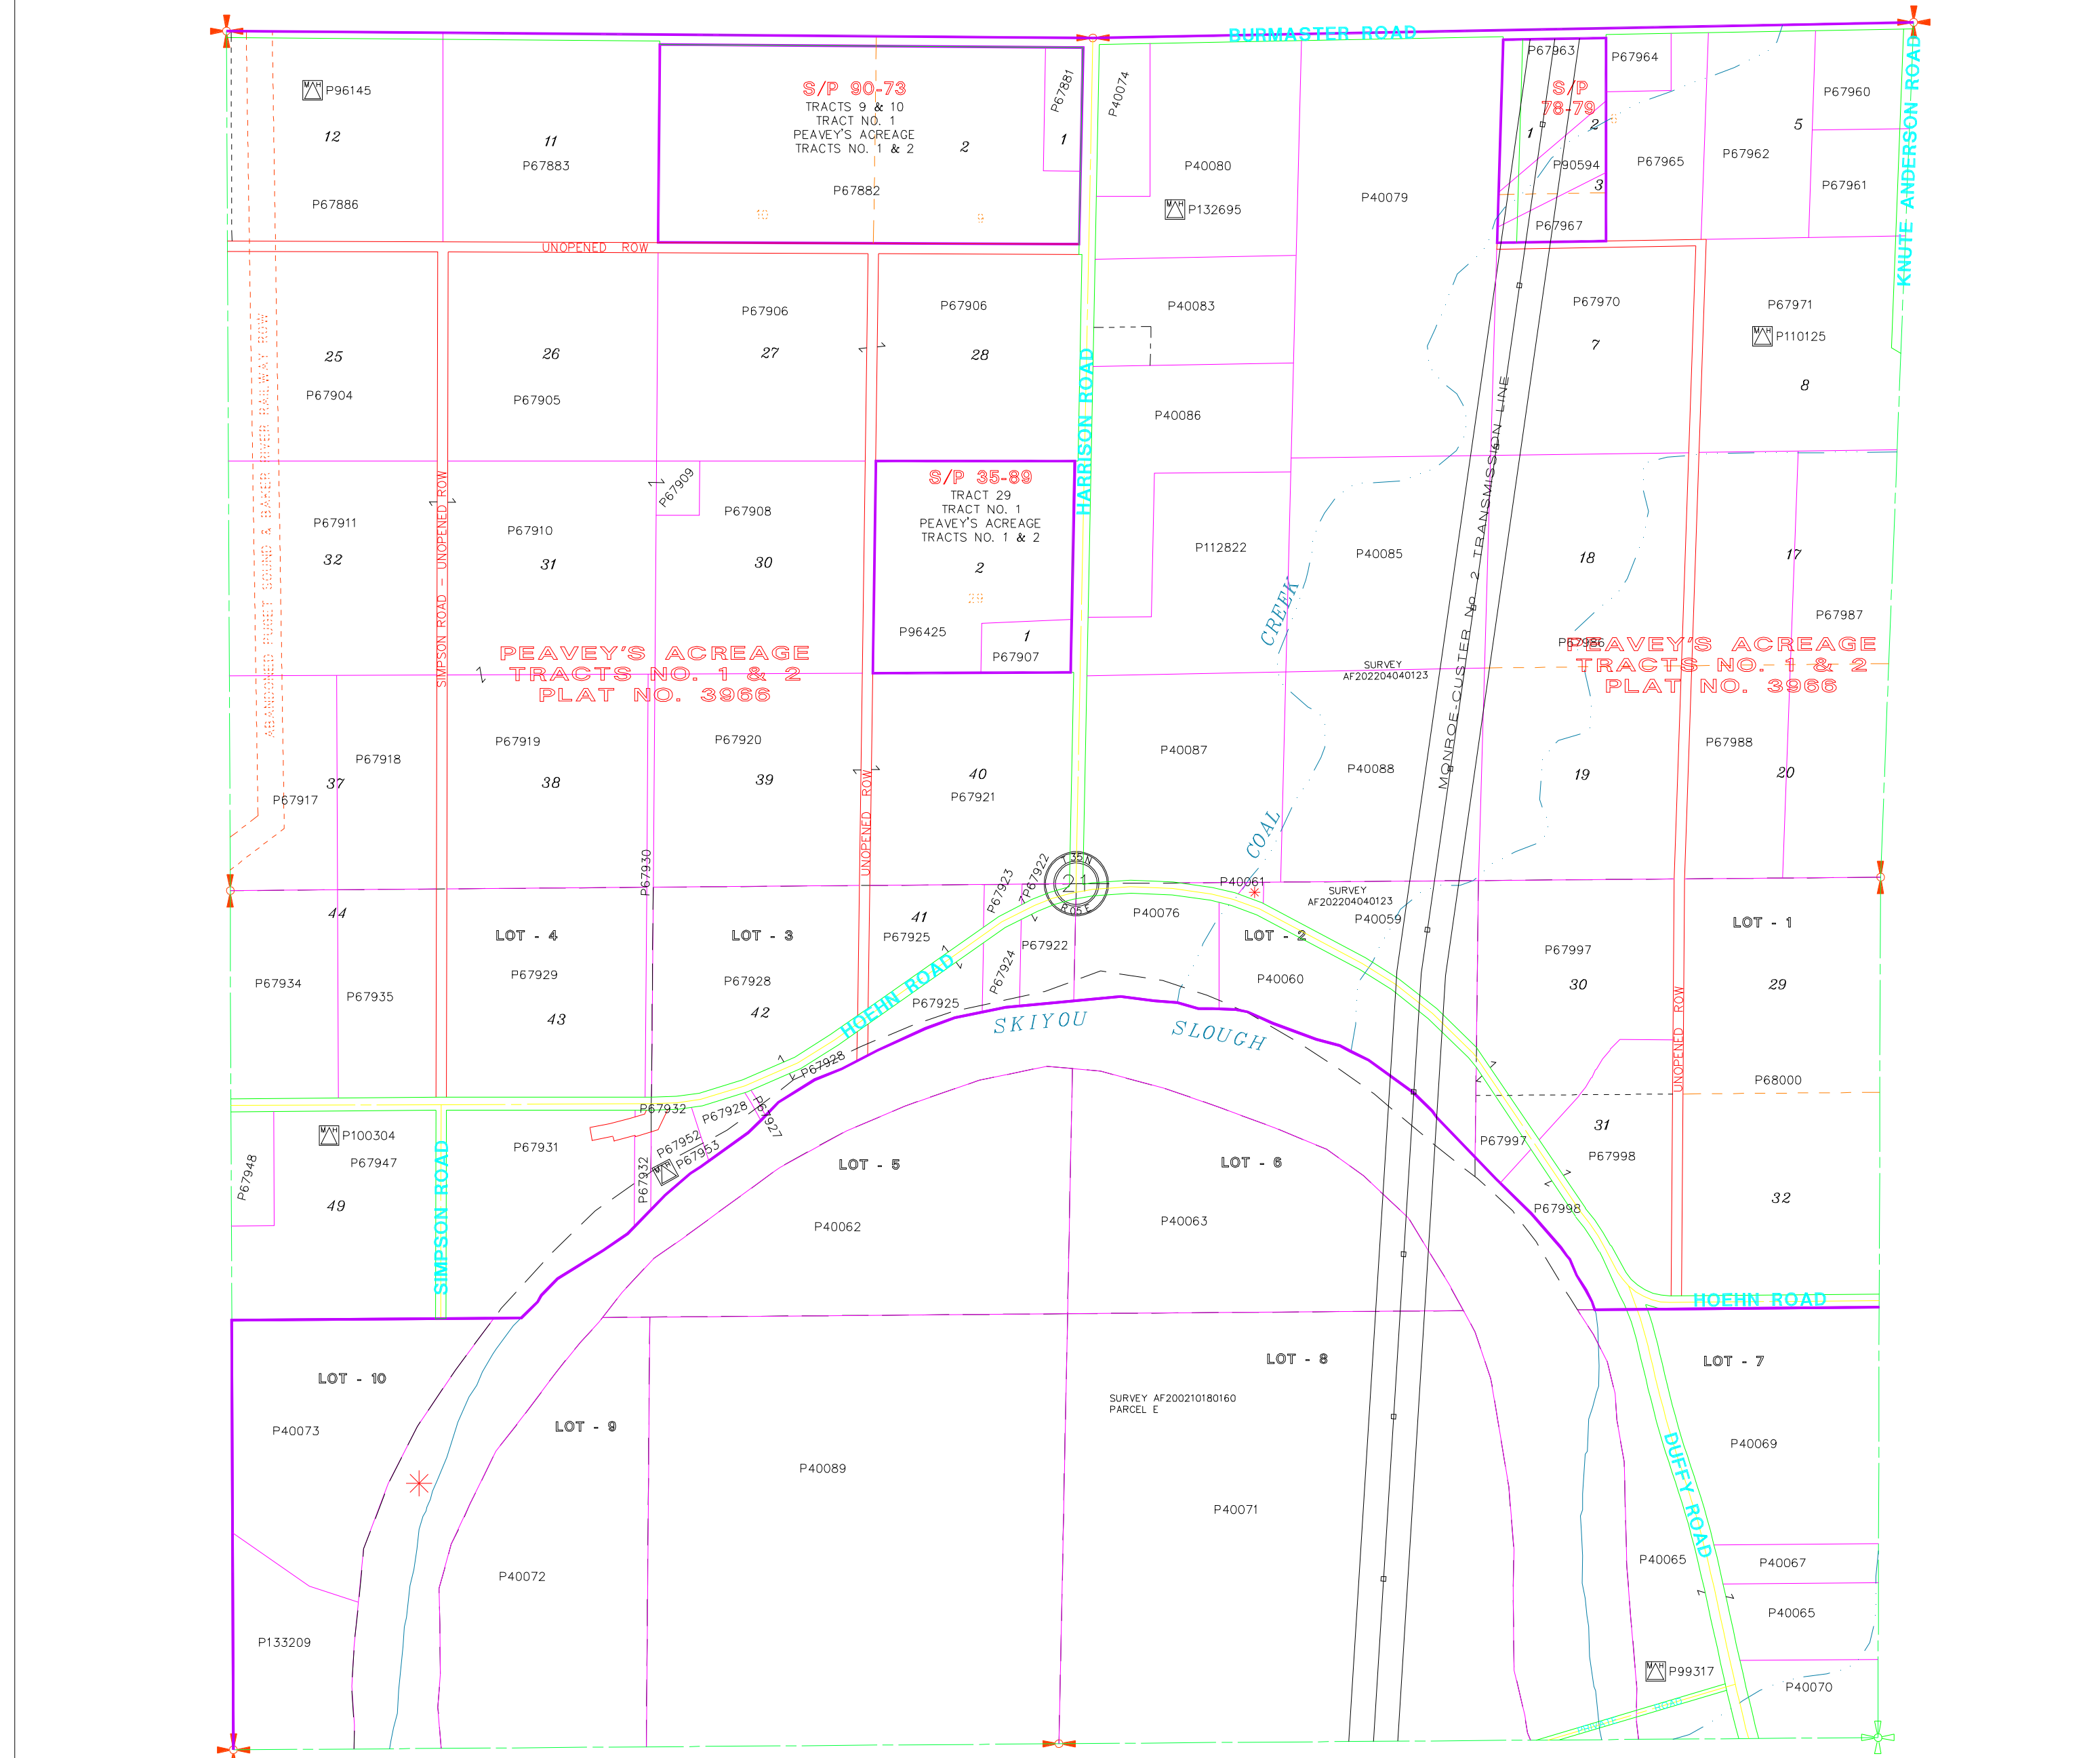 BURMASTER ROAD
KNUTE ANDERSON ROAD
P96145
12
P67886
11
P67883
S/P 90-73
TRACTS 9 & 10
TRACT NO. 1
PEAVEY'S ACREAGE
TRACTS NO. 1 & 2
2
P67882
10
9
P67881
1
P40074
P40080
P132695
P40079
P67963
S/P
78-79
1
2
P90594
3
P67967
P67964
P67965
P67962
5
P67960
P67961
UNOPENED ROW
25
P67904
26
P67905
P67906
27
P67906
28
HARRISON ROAD
P40083
P40086
P67970
7
P67971
P110125
8
P67911
32
SIMPSON ROAD - UNOPENED ROW
P67910
31
P67909
P67908
30
S/P 35-89
TRACT 29
TRACT NO. 1
PEAVEY'S ACREAGE
TRACTS NO. 1 & 2
2
29
P96425
1
P67907
P112822
P40085
CREEK
COAL
MONROE-CUSTER NO. 2 TRANSMISSION LINE
18
17
P67987
P67986
PEAVEY'S ACREAGE
TRACTS NO. 1 & 2
PLAT NO. 3966
PEAVEY'S ACREAGE
TRACTS NO. 1 & 2
PLAT NO. 3966
SURVEY
AF202204040123
P67918
37
P67917
P67919
38
P67920
39
UNOPENED ROW
40
P67921
P40087
P40088
19
P67988
20
P67930
P67923
P67922
T 35 N
21
R 05 E
P40061
SURVEY
AF202204040123
44
LOT - 4
LOT - 3
41
P67925
P40076
LOT - 2
P40059
LOT - 1
P67934
P67935
P67929
43
P67928
42
HOEHN ROAD
P67925
P67924
P67922
P40060
P67997
30
29
UNOPENED ROW
SKIYOU SLOUGH
P67928
P68000
P67932
P67928
P67927
P100304
P67947
P67948
49
SIMPSON ROAD
P67931
P67932
P67952
P67953
LOT - 5
P40062
LOT - 6
P40063
P67997
31
P67998
P67998
32
HOEHN ROAD
LOT - 10
P40073
LOT - 9
LOT - 8
LOT - 7
SURVEY AF200210180160
PARCEL E
P40089
P40071
P40069
DUFFY ROAD
P40072
P40065
P40067
P40065
P133209
P99317
P40070
PRIVATE ROAD